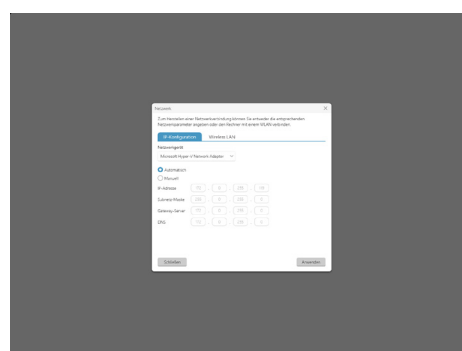 Netzwerk
Zum Herstellen einer Netzwerkverbindung können Sie entweder die entsprechenden
Netzwerkparameter angeben oder den Rechner mit einem WLAN verbinden.
IP-Konfiguration Wireless LAN
Netzwerkgerät
Microsoft Hyper-V Network Adapter
Automatisch
Manuell
IP-Adresse
Subnetz-Maske
Gateway-Server
DNS
Schließen Anwenden